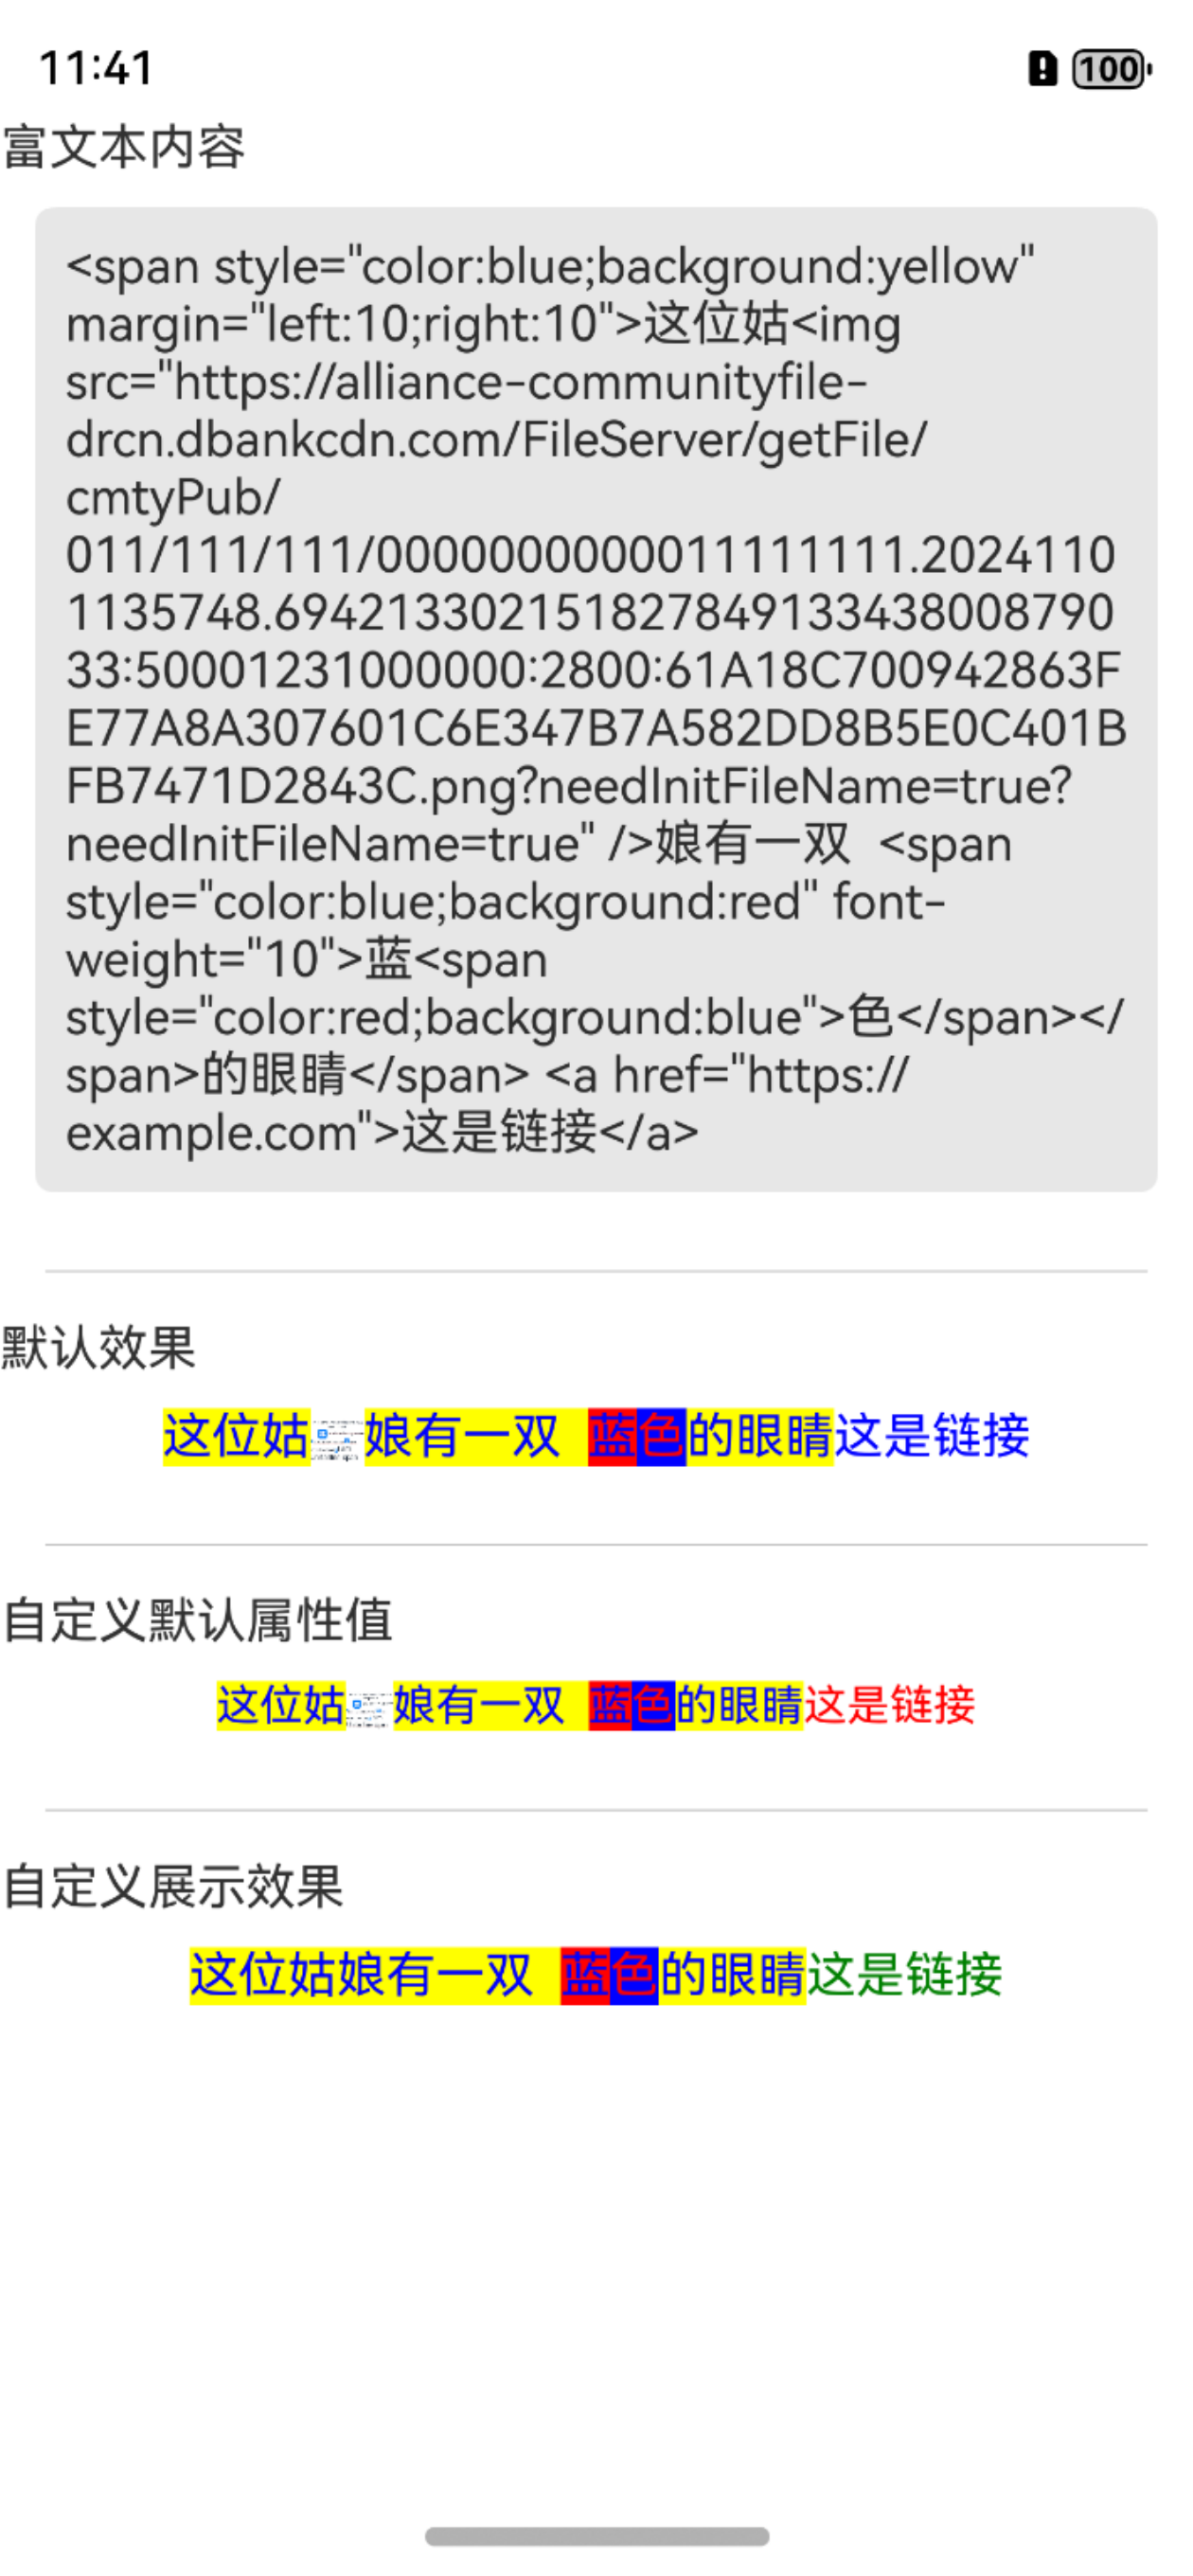 11:41
100
富文本内容
<span style="color:blue;background:yellow"
margin="left:10;right:10">这位姑<img
src="https://alliance-communityfile-
drcn.dbankcdn.com/FileServer/getFile/
cmtyPub/
011/111/111/0000000000011111111.2024110
1135748.694213302151827849133438008790
33:50001231000000:2800:61A18C700942863F
E77A8A307601C6E347B7A582DD8B5E0C401B
FB7471D2843C.png?needInitFileName=true?
needInitFileName=true" />娘有一双  <span
style="color:blue;background:red" font-
weight="10">蓝<span
style="color:red;background:blue">色</span></
span>的眼睛</span> <a href="https://
example.com">这是链接</a>
默认效果
这位姑娘有一双  蓝色的眼睛这是链接
自定义默认属性值
这位姑娘有一双  蓝色的眼睛这是链接
自定义展示效果
这位姑娘有一双  蓝色的眼睛这是链接